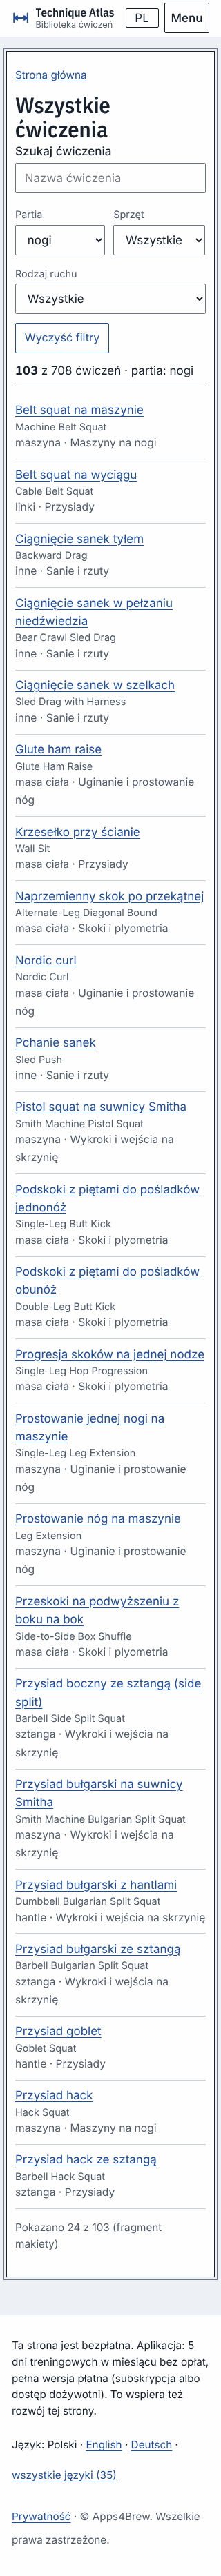 Technique Atlas
Biblioteka ćwiczeń
PL
Menu
Strona główna
Wszystkie
ćwiczenia
Szukaj ćwiczenia
Nazwa ćwiczenia
Partia
Sprzęt
nogi
Wszystkie
Rodzaj ruchu
Wszystkie
Wyczyść filtry
103 z 708 ćwiczeń · partia: nogi
Belt squat na maszynie
Machine Belt Squat
maszyna · Maszyny na nogi
Belt squat na wyciągu
Cable Belt Squat
linki · Przysiady
Ciągnięcie sanek tyłem
Backward Drag
inne · Sanie i rzuty
Ciągnięcie sanek w pełzaniu
niedźwiedzia
Bear Crawl Sled Drag
inne · Sanie i rzuty
Ciągnięcie sanek w szelkach
Sled Drag with Harness
inne · Sanie i rzuty
Glute ham raise
Glute Ham Raise
masa ciała · Uginanie i prostowanie
nóg
Krzesełko przy ścianie
Wall Sit
masa ciała · Przysiady
Naprzemienny skok po przekątnej
Alternate-Leg Diagonal Bound
masa ciała · Skoki i plyometria
Nordic curl
Nordic Curl
masa ciała · Uginanie i prostowanie
nóg
Pchanie sanek
Sled Push
inne · Sanie i rzuty
Pistol squat na suwnicy Smitha
Smith Machine Pistol Squat
maszyna · Wykroki i wejścia na
skrzynię
Podskoki z piętami do pośladków
jednonóż
Single-Leg Butt Kick
masa ciała · Skoki i plyometria
Podskoki z piętami do pośladków
obunóż
Double-Leg Butt Kick
masa ciała · Skoki i plyometria
Progresja skoków na jednej nodze
Single-Leg Hop Progression
masa ciała · Skoki i plyometria
Prostowanie jednej nogi na
maszynie
Single-Leg Leg Extension
maszyna · Uginanie i prostowanie
nóg
Prostowanie nóg na maszynie
Leg Extension
maszyna · Uginanie i prostowanie
nóg
Przeskoki na podwyższeniu z
boku na bok
Side-to-Side Box Shuffle
masa ciała · Skoki i plyometria
Przysiad boczny ze sztangą (side
split)
Barbell Side Split Squat
sztanga · Wykroki i wejścia na
skrzynię
Przysiad bułgarski na suwnicy
Smitha
Smith Machine Bulgarian Split Squat
maszyna · Wykroki i wejścia na
skrzynię
Przysiad bułgarski z hantlami
Dumbbell Bulgarian Split Squat
hantle · Wykroki i wejścia na skrzynię
Przysiad bułgarski ze sztangą
Barbell Bulgarian Split Squat
sztanga · Wykroki i wejścia na
skrzynię
Przysiad goblet
Goblet Squat
hantle · Przysiady
Przysiad hack
Hack Squat
maszyna · Maszyny na nogi
Przysiad hack ze sztangą
Barbell Hack Squat
sztanga · Przysiady
Pokazano 24 z 103 (fragment
makiety)
Ta strona jest bezpłatna. Aplikacja: 5
dni treningowych w miesiącu bez opłat,
pełna wersja płatna (subskrypcja albo
dostęp dożywotni). To wspiera też
rozwój tej strony.
Język: Polski · English · Deutsch ·
wszystkie języki (35)
Prywatność · © Apps4Brew. Wszelkie
prawa zastrzeżone.